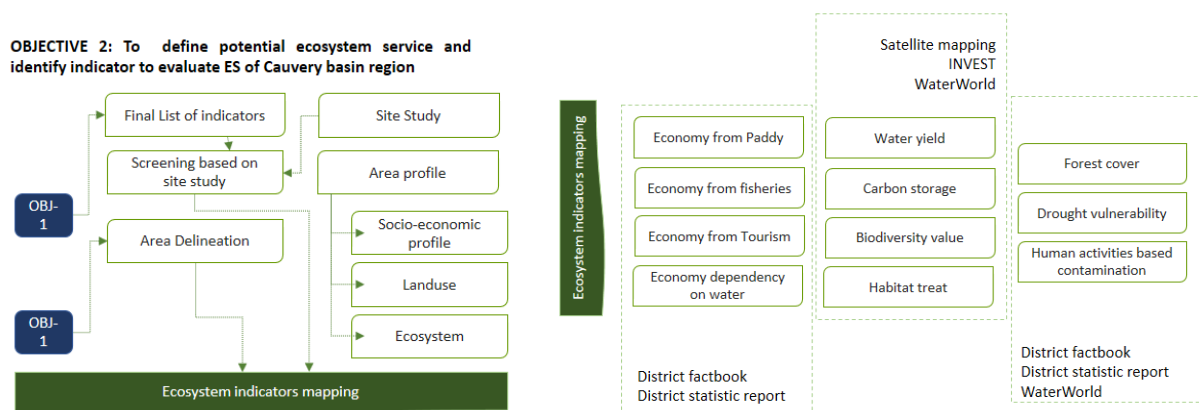 OBJECTIVE 2: To define potential ecosystem service and
identify indicator to evaluate ES of Cauvery basin region
Final List of indicators
Site Study
Screening based on
site study
Area profile
OBJ-
1
Socio-economic
profile
Area Delineation
Landuse
OBJ-
1
Ecosystem
Ecosystem indicators mapping
Ecosystem indicators mapping
Economy from Paddy
Economy from fisheries
Economy from Tourism
Economy dependency
on water
District factbook
District statistic report
Satellite mapping
INVEST
WaterWorld
Water yield
Carbon storage
Biodiversity value
Habitat treat
Forest cover
Drought vulnerability
Human activities based
contamination
District factbook
District statistic report
WaterWorld